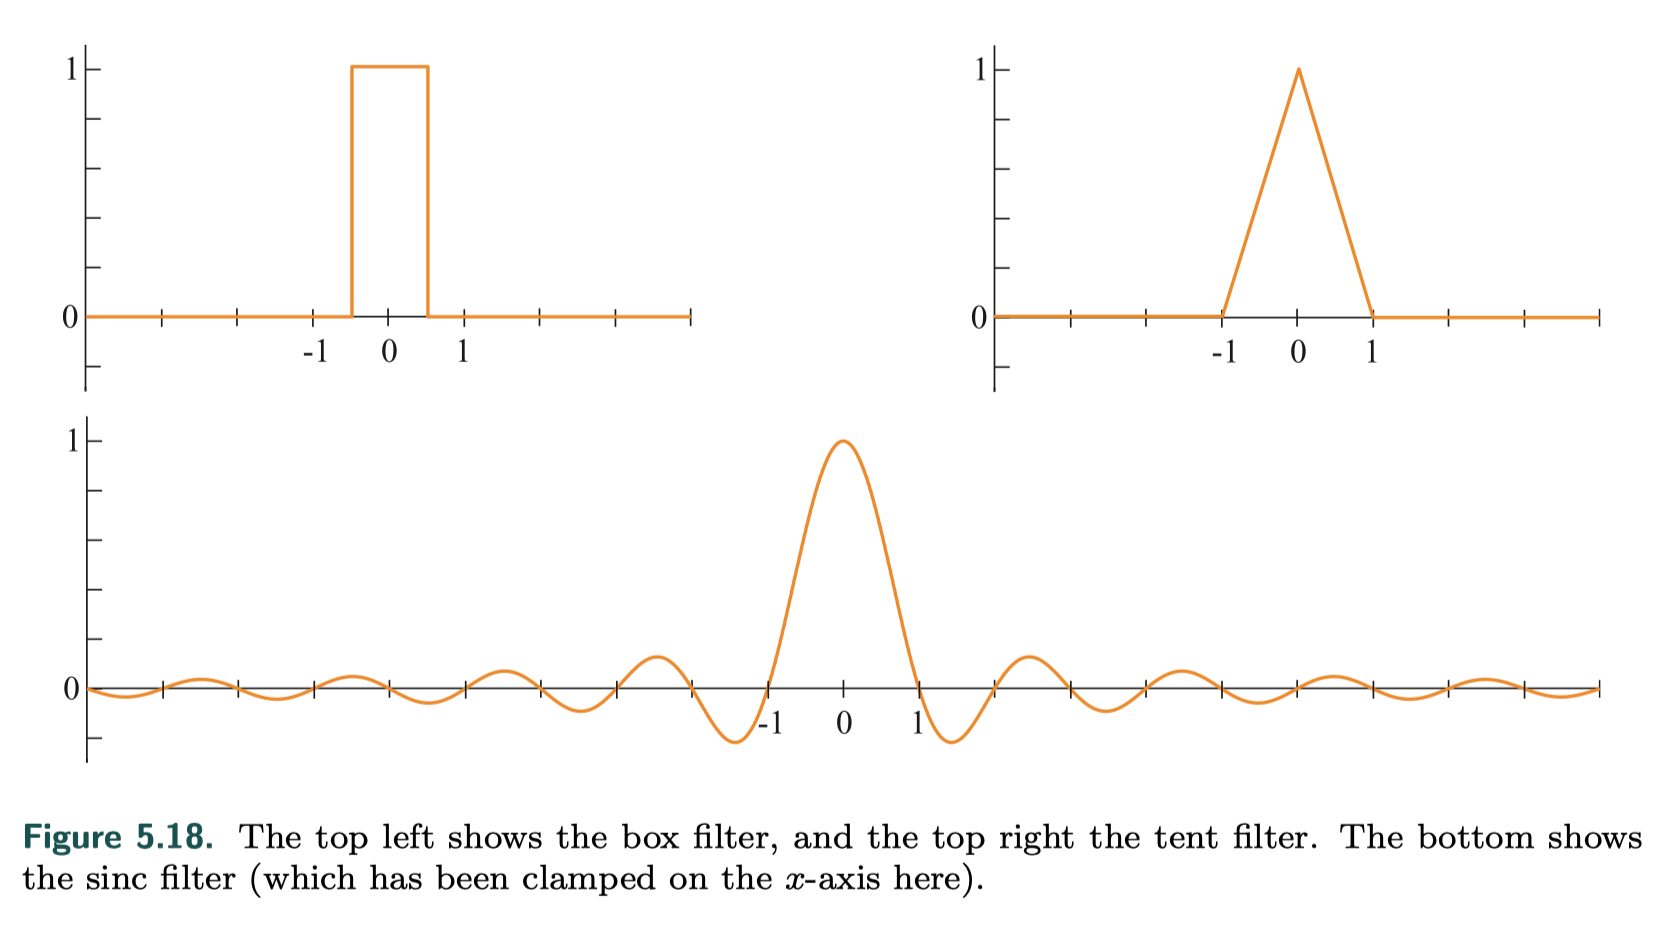 1
0
-1 0 1
1
0
-1 0 1
1
0
-1 0 1
Figure 5.18. The top left shows the box filter, and the top right the tent filter. The bottom shows
the sinc filter (which has been clamped on the x-axis here).